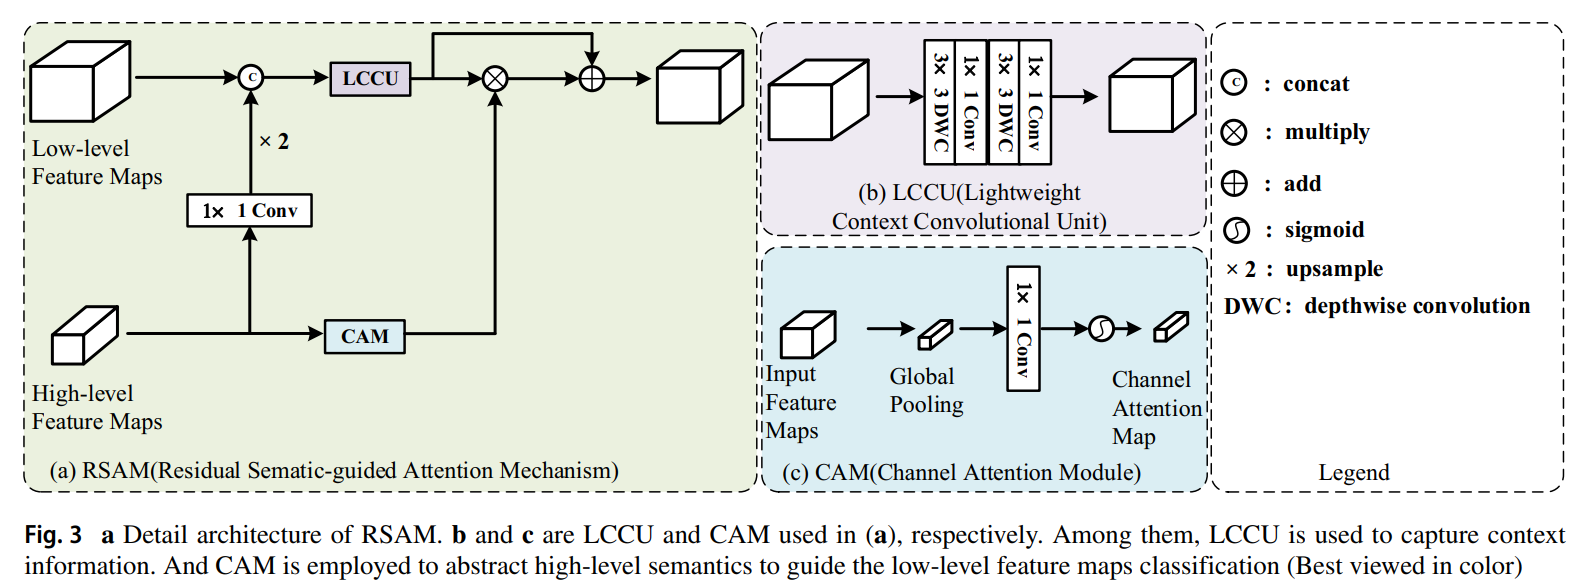 C
LCCU
× 2
Low-level
Feature Maps
1× 1 Conv
CAM
High-level
Feature Maps
(a) RSAM(Residual Sematic-guided Attention Mechanism)
3× 3 DWC
1× 1 Conv
3× 3 DWC
1× 1 Conv
(b) LCCU(Lightweight
Context Convolutional Unit)
1× 1 Conv
Input
Feature
Maps
Global
Pooling
Channel
Attention
Map
(c) CAM(Channel Attention Module)
C : concat
: multiply
: add
: sigmoid
× 2 : upsample
DWC : depthwise convolution
Legend
Fig. 3 a Detail architecture of RSAM. b and c are LCCU and CAM used in (a), respectively. Among them, LCCU is used to capture context
information. And CAM is employed to abstract high-level semantics to guide the low-level feature maps classification (Best viewed in color)